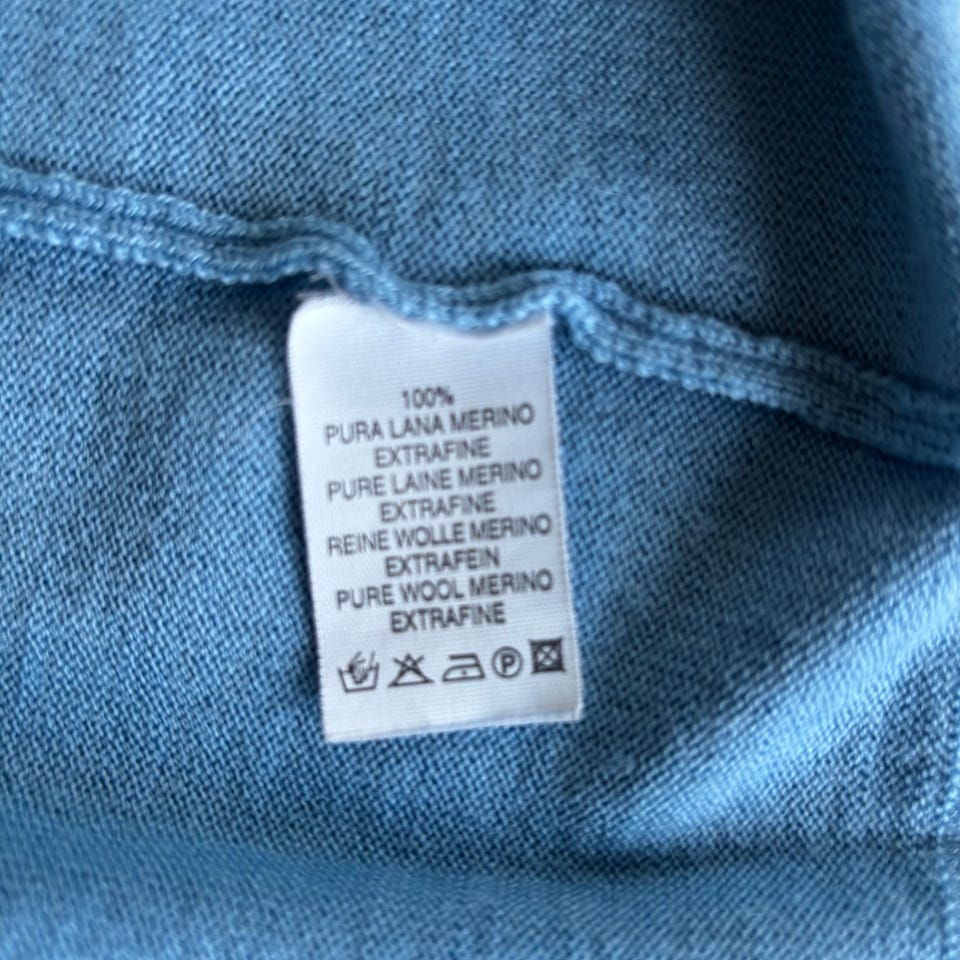 100%
PURA LANA MERINO
EXTRAFINE
PURE LAINE MERINO
EXTRAFINE
REINE WOLLE MERINO
EXTRAFEIN
PURE WOOL MERINO
EXTRAFINE
P